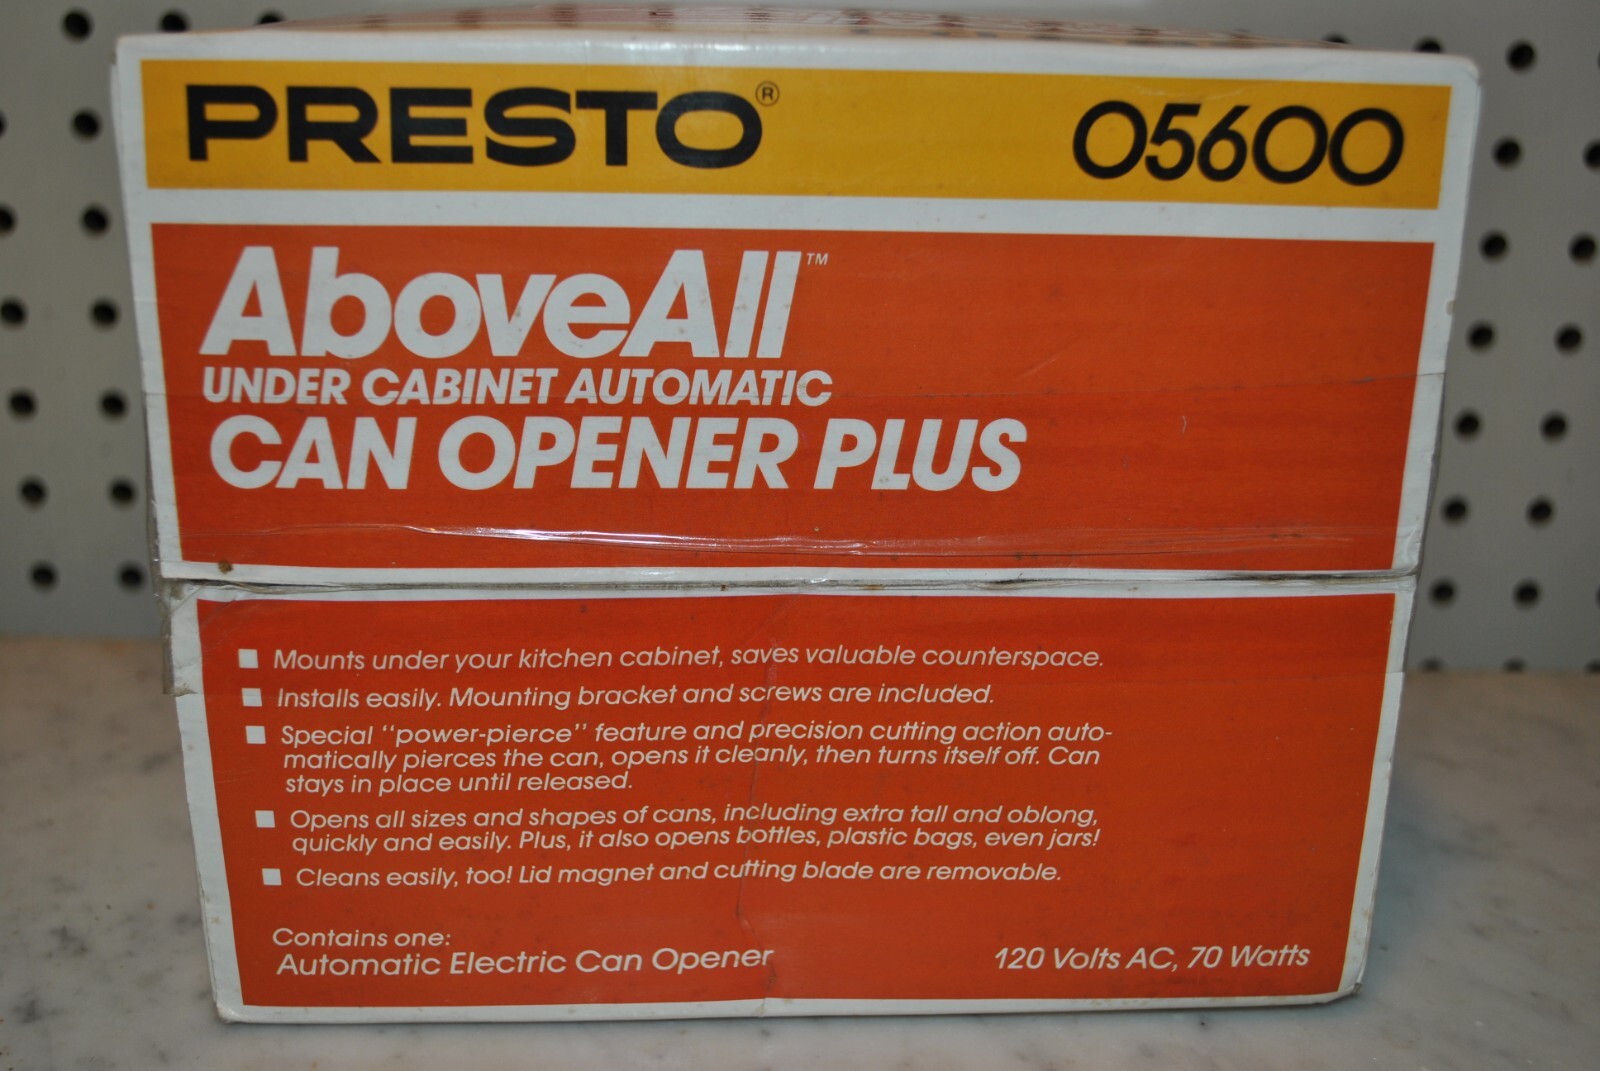 PRESTO® 05600
AboveAll™
UNDER CABINET AUTOMATIC
CAN OPENER PLUS
Mounts under your kitchen cabinet, saves valuable counterspace.
Installs easily. Mounting bracket and screws are included.
Special "power-pierce" feature and precision cutting action auto-
matically pierces the can, opens it cleanly, then turns itself off. Can
stays in place until released.
Opens all sizes and shapes of cans, including extra tall and oblong,
quickly and easily. Plus, it also opens bottles, plastic bags, even jars!
Cleans easily, too! Lid magnet and cutting blade are removable.
Contains one:
Automatic Electric Can Opener
120 Volts AC, 70 Watts